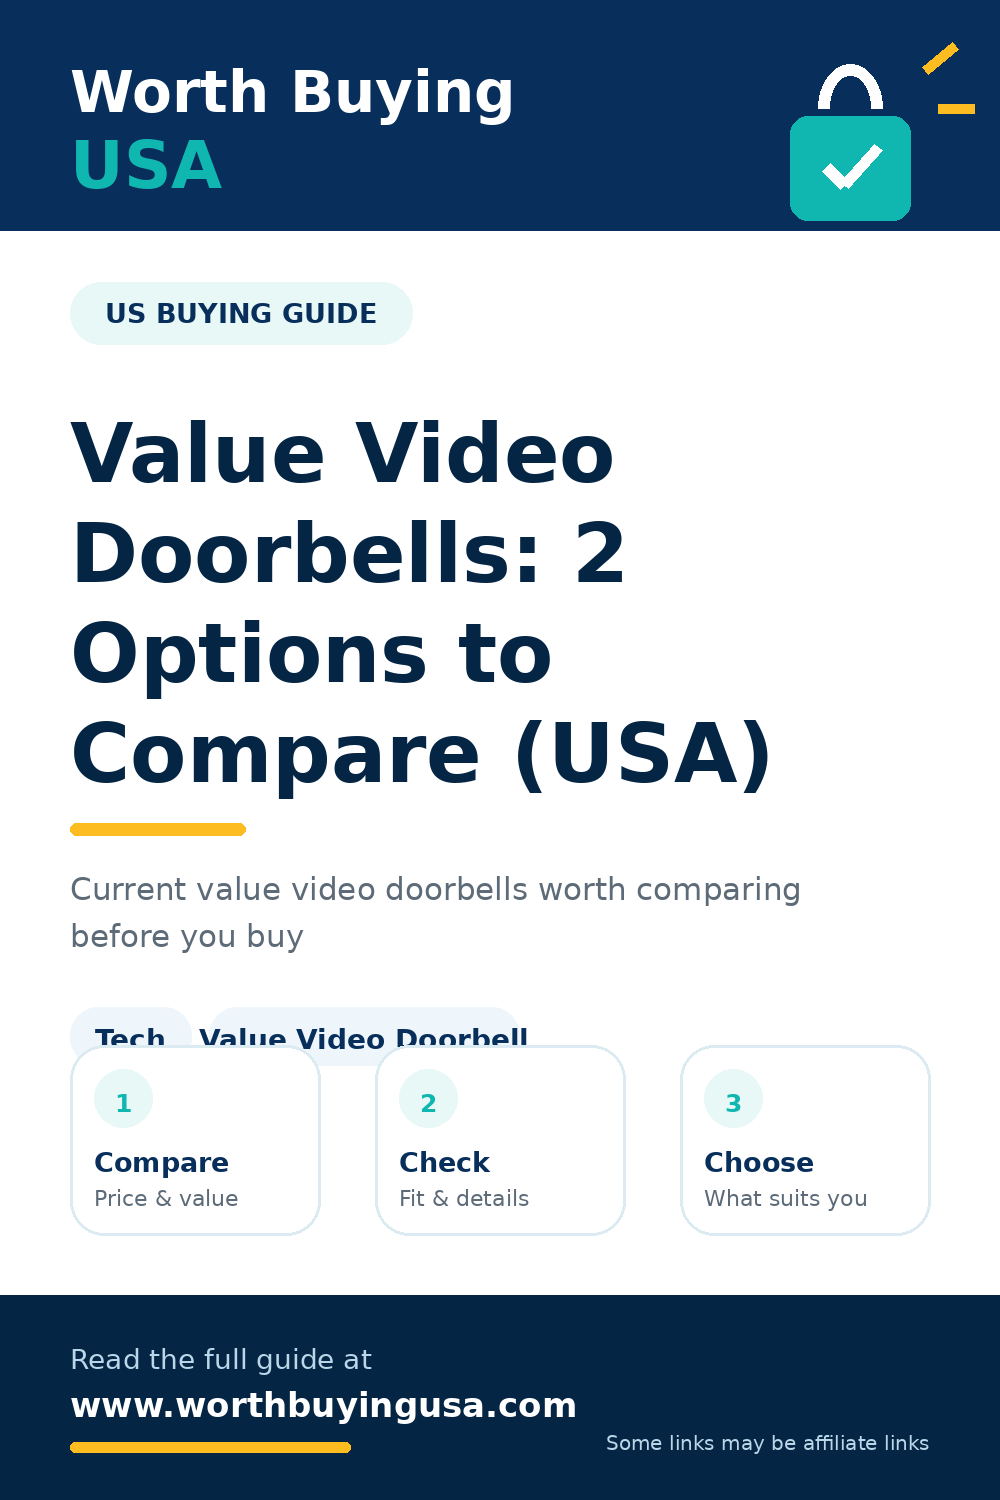 Worth Buying
USA
US BUYING GUIDE
Value Video
Doorbells: 2
Options to
Compare (USA)
Current value video doorbells worth comparing
before you buy
Tech
Value Video Doorbell
1
Compare
Price & value
2
Check
Fit & details
3
Choose
What suits you
Read the full guide at
www.worthbuyingusa.com
Some links may be affiliate links